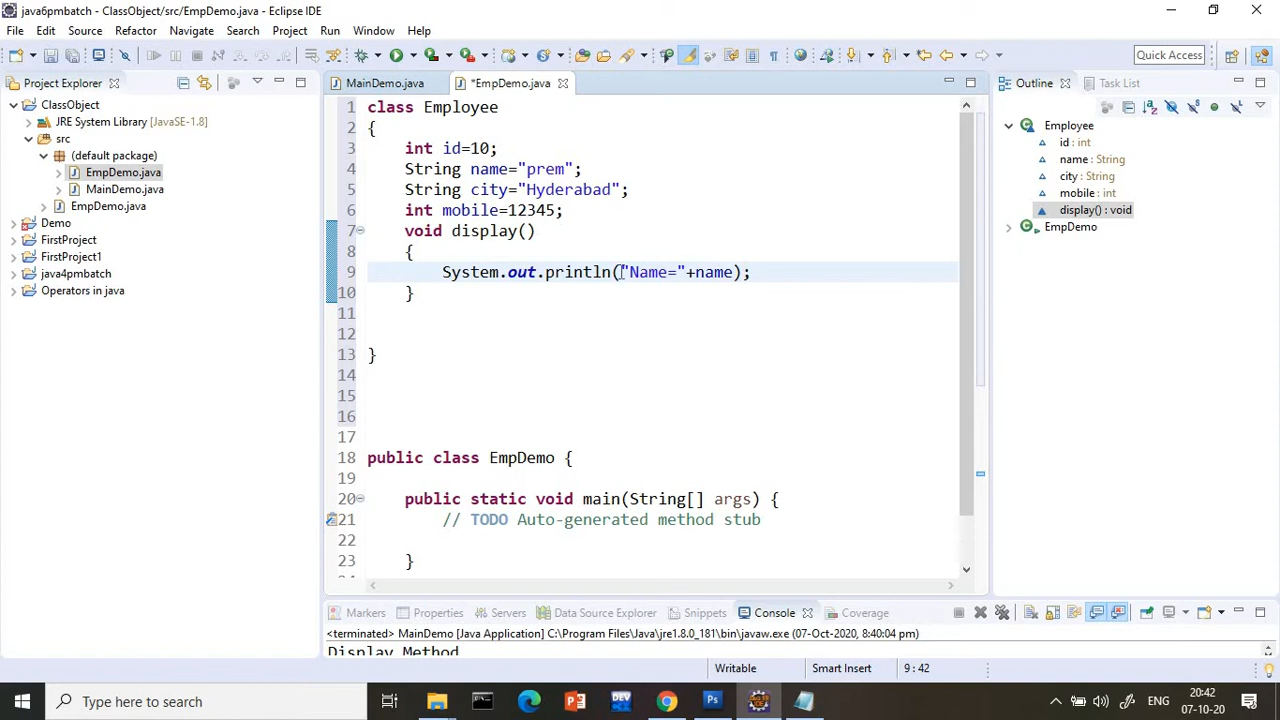 java6pmbatch - ClassObject/src/EmpDemo.java - Eclipse IDE
File Edit Source Refactor Navigate Search Project Run Window Help
Quick Access
Project Explorer
ClassObject
JRE System Library [JavaSE-1.8]
src
(default package)
EmpDemo.java
MainDemo.java
EmpDemo.java
Demo
FirstProject
FirstProject1
java4pmbatch
Operators in java
MainDemo.java *EmpDemo.java
1 class Employee
2 {
3 int id=10;
4 String name="prem";
5 String city="Hyderabad";
6 int mobile=12345;
7 void display()
8 {
9 System.out.println("Name="+name);
10 }
11
12
13 }
14
15
16
17
18 public class EmpDemo {
19
20 public static void main(String[] args) {
21 // TODO Auto-generated method stub
22
23 }
Outline Task List
Employee
id : int
name : String
city : String
mobile : int
display() : void
EmpDemo
Markers Properties Servers Data Source Explorer Snippets Console Coverage
<terminated> MainDemo [Java Application] C:\Program Files\Java\jre1.8.0_181\bin\javaw.exe (07-Oct-2020, 8:40:04 pm)
Display Method
Writable Smart Insert 9 : 42
Type here to search
ENG
20:42
07-10-20